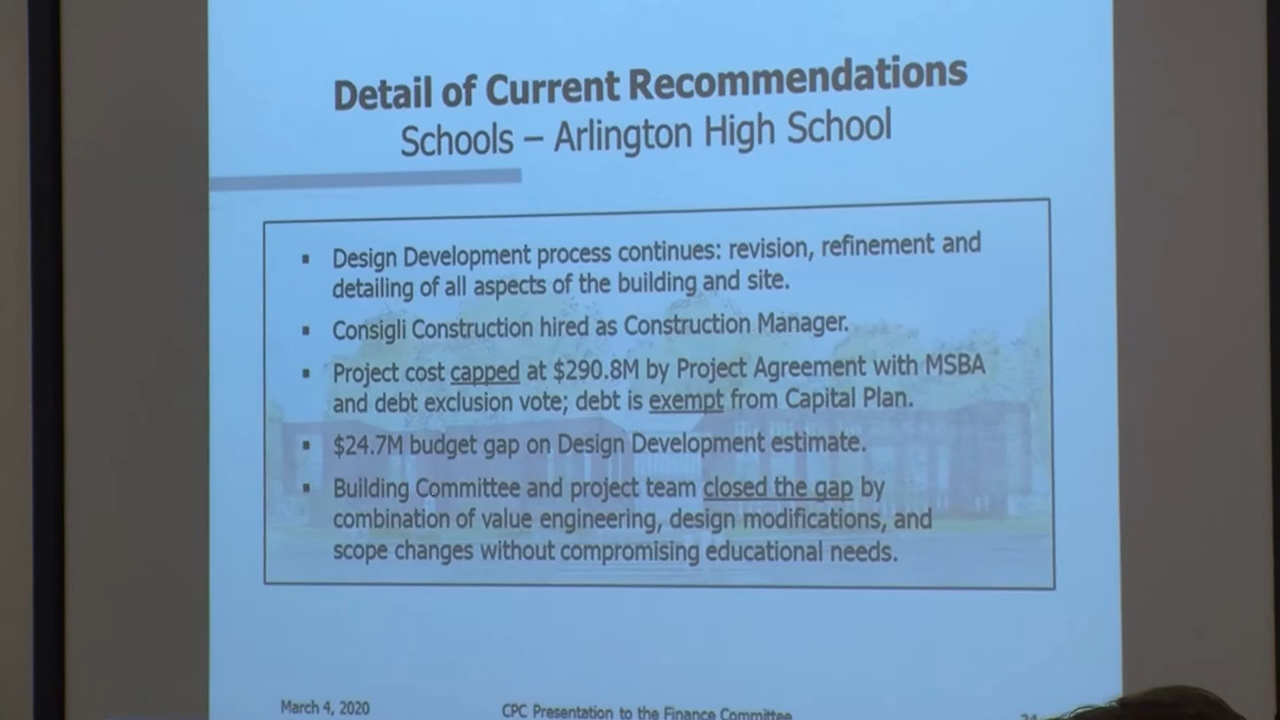 Detail of Current Recommendations
Schools – Arlington High School
▪ Design Development process continues: revision, refinement and
detailing of all aspects of the building and site.
▪ Consigli Construction hired as Construction Manager.
▪ Project cost capped at $290.8M by Project Agreement with MSBA
and debt exclusion vote; debt is exempt from Capital Plan.
▪ $24.7M budget gap on Design Development estimate.
▪ Building Committee and project team closed the gap by
combination of value engineering, design modifications, and
scope changes without compromising educational needs.
March 4, 2020
CPC Presentation to the Finance Committee